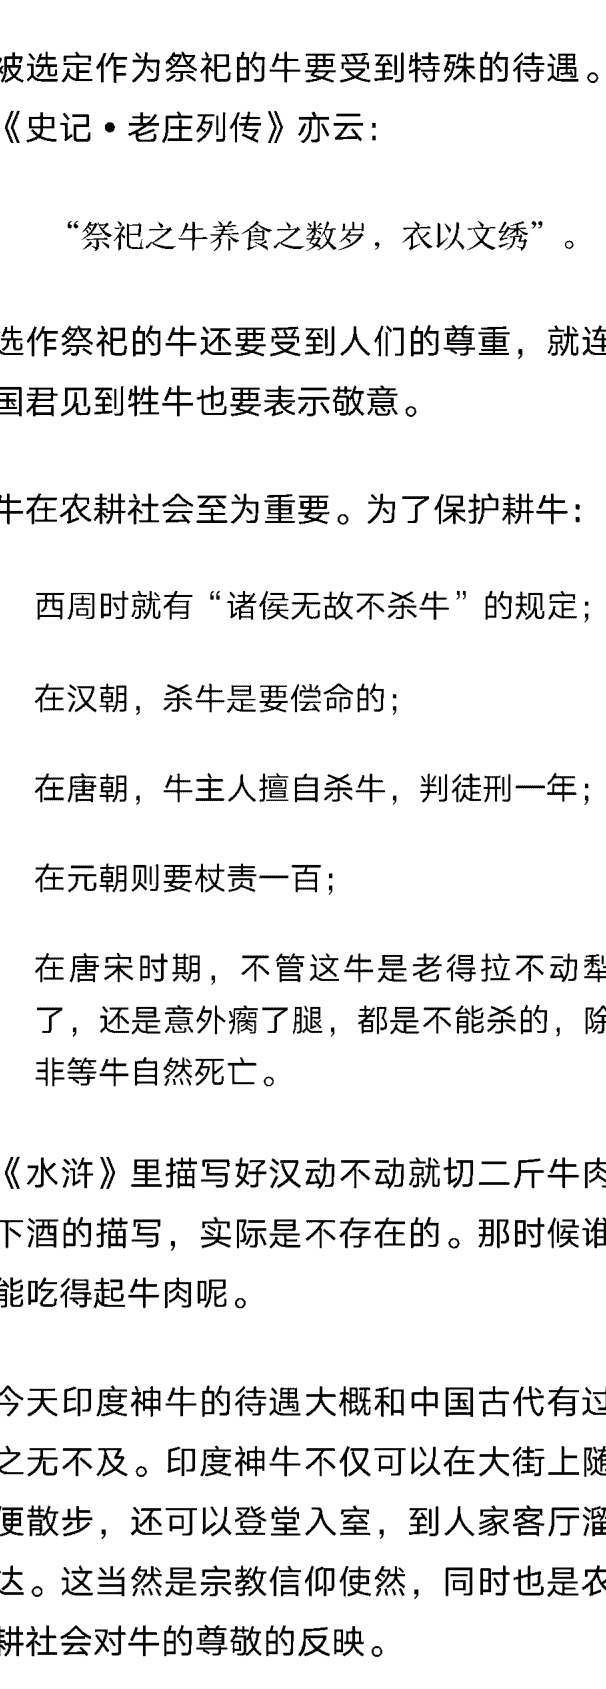 被选定作为祭祀的牛要受到特殊的待遇。
《史记•老庄列传》亦云：
“祭祀之牛养食之数岁，衣以文绣”。
选作祭祀的牛还要受到人们的尊重，就连
国君见到牲牛也要表示敬意。
牛在农耕社会至为重要。为了保护耕牛：
西周时就有“诸侯无故不杀牛”的规定；
在汉朝，杀牛是要偿命的；
在唐朝，牛主人擅自杀牛，判徒刑一年；
在元朝则要杖责一百；
在唐宋时期，不管这牛是老得拉不动犁
了，还是意外瘸了腿，都是不能杀的，除
非等牛自然死亡。
《水浒》里描写好汉动不动就切二斤牛肉
下酒的描写，实际是不存在的。那时候谁
能吃得起牛肉呢。
今天印度神牛的待遇大概和中国古代有过
之无不及。印度神牛不仅可以在大街上随
便散步，还可以登堂入室，到人家客厅溜
达。这当然是宗教信仰使然，同时也是农
耕社会对牛的尊敬的反映。